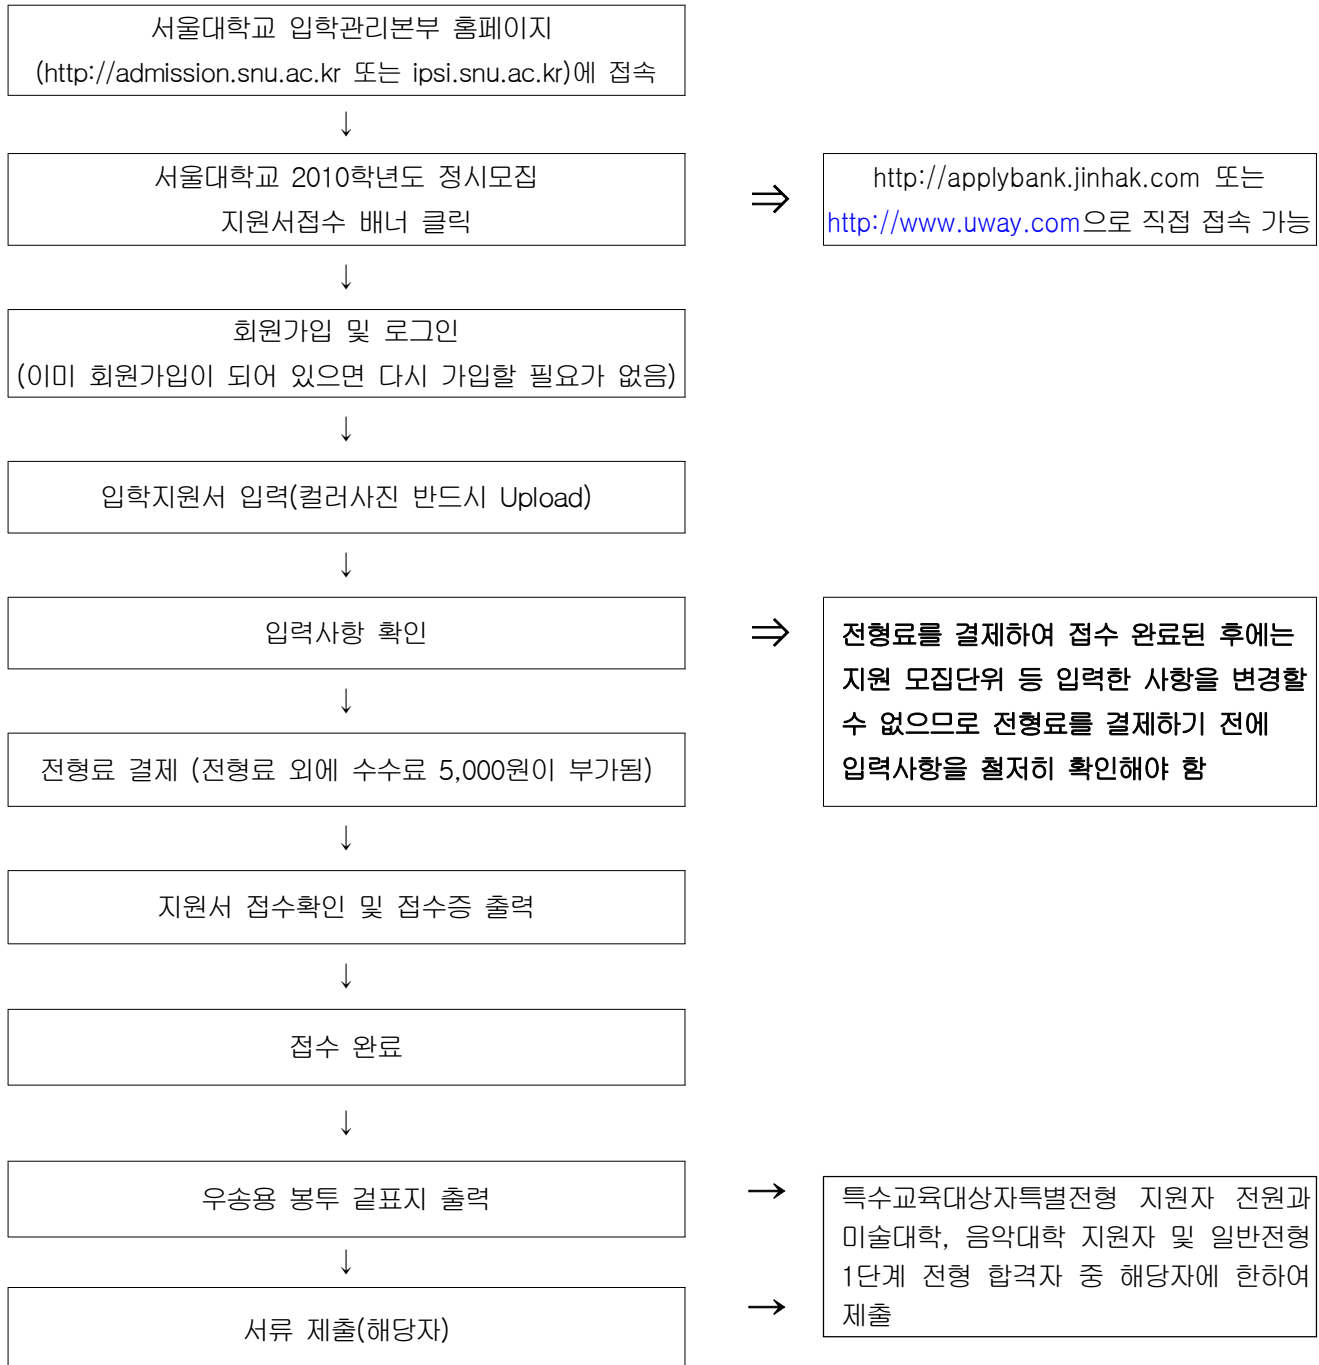 서울대학교 입학관리본부 홈페이지
(http://admission.snu.ac.kr 또는 ipsi.snu.ac.kr)에 접속
↓
서울대학교 2010학년도 정시모집
지원서접수 배너 클릭
⇒
http://applybank.jinhak.com 또는
http://www.uway.com으로 직접 접속 가능
↓
회원가입 및 로그인
(이미 회원가입이 되어 있으면 다시 가입할 필요가 없음)
↓
입학지원서 입력(컬러사진 반드시 Upload)
↓
입력사항 확인
⇒
전형료를 결제하여 접수 완료된 후에는
지원 모집단위 등 입력한 사항을 변경할
수 없으므로 전형료를 결제하기 전에
입력사항을 철저히 확인해야 함
↓
전형료 결제 (전형료 외에 수수료 5,000원이 부가됨)
↓
지원서 접수확인 및 접수증 출력
↓
접수 완료
↓
우송용 봉투 겉표지 출력
→
특수교육대상자특별전형 지원자 전원과
미술대학, 음악대학 지원자 및 일반전형
1단계 전형 합격자 중 해당자에 한하여
제출
↓
서류 제출(해당자)
→